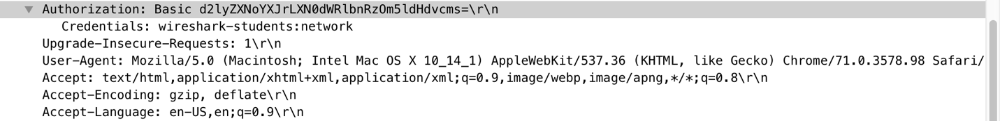 Authorization: Basic d2lyZXNoYXJrLXN0dWRlbnRzOm5ldHdvcms=\r\n
Credentials: wireshark-students:network
Upgrade-Insecure-Requests: 1\r\n
User-Agent: Mozilla/5.0 (Macintosh; Intel Mac OS X 10_14_1) AppleWebKit/537.36 (KHTML, like Gecko) Chrome/71.0.3578.98 Safari/
Accept: text/html,application/xhtml+xml,application/xml;q=0.9,image/webp,image/apng,*/*;q=0.8\r\n
Accept-Encoding: gzip, deflate\r\n
Accept-Language: en-US,en;q=0.9\r\n